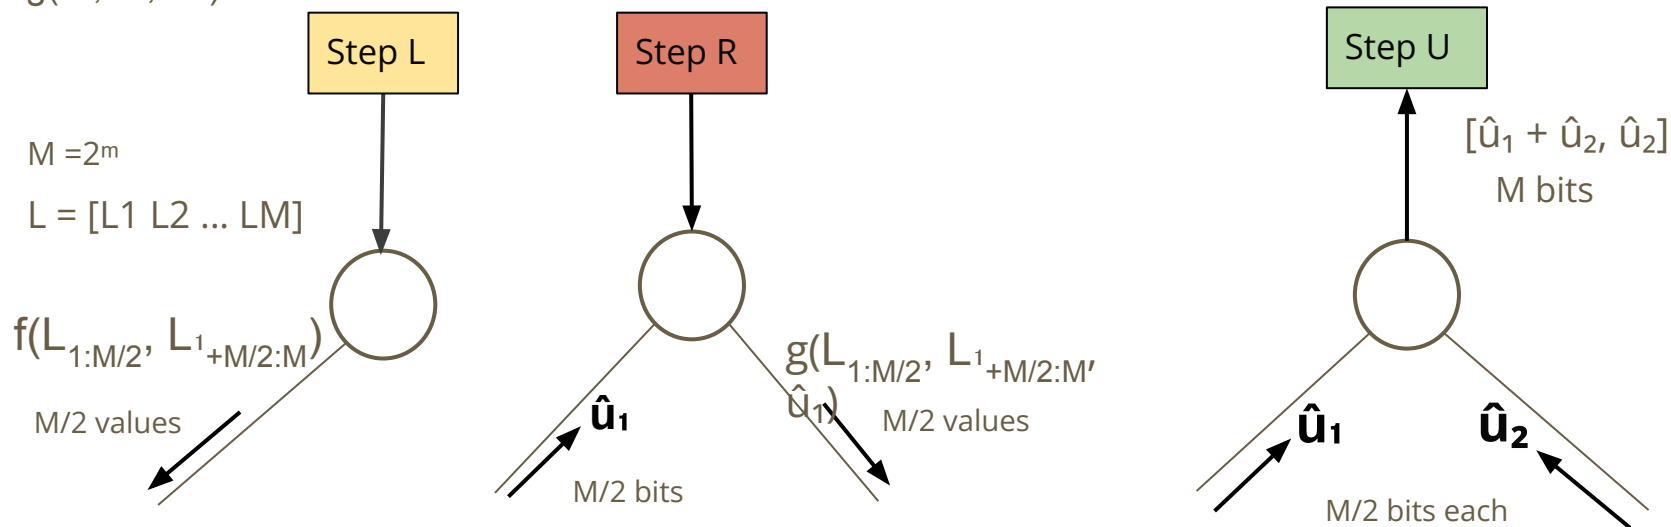 Step L
Step R
Step U
M =2ᵐ
L = [L1 L2 ... LM]
[û₁ + û₂, û₂]
M bits
f(L₁:M/2, L¹+M/2:M)
M/2 values
û₁
M/2 bits
g(L₁:M/2, L¹+M/2:M,
û₁)
M/2 values
û₁
û₂
M/2 bits each